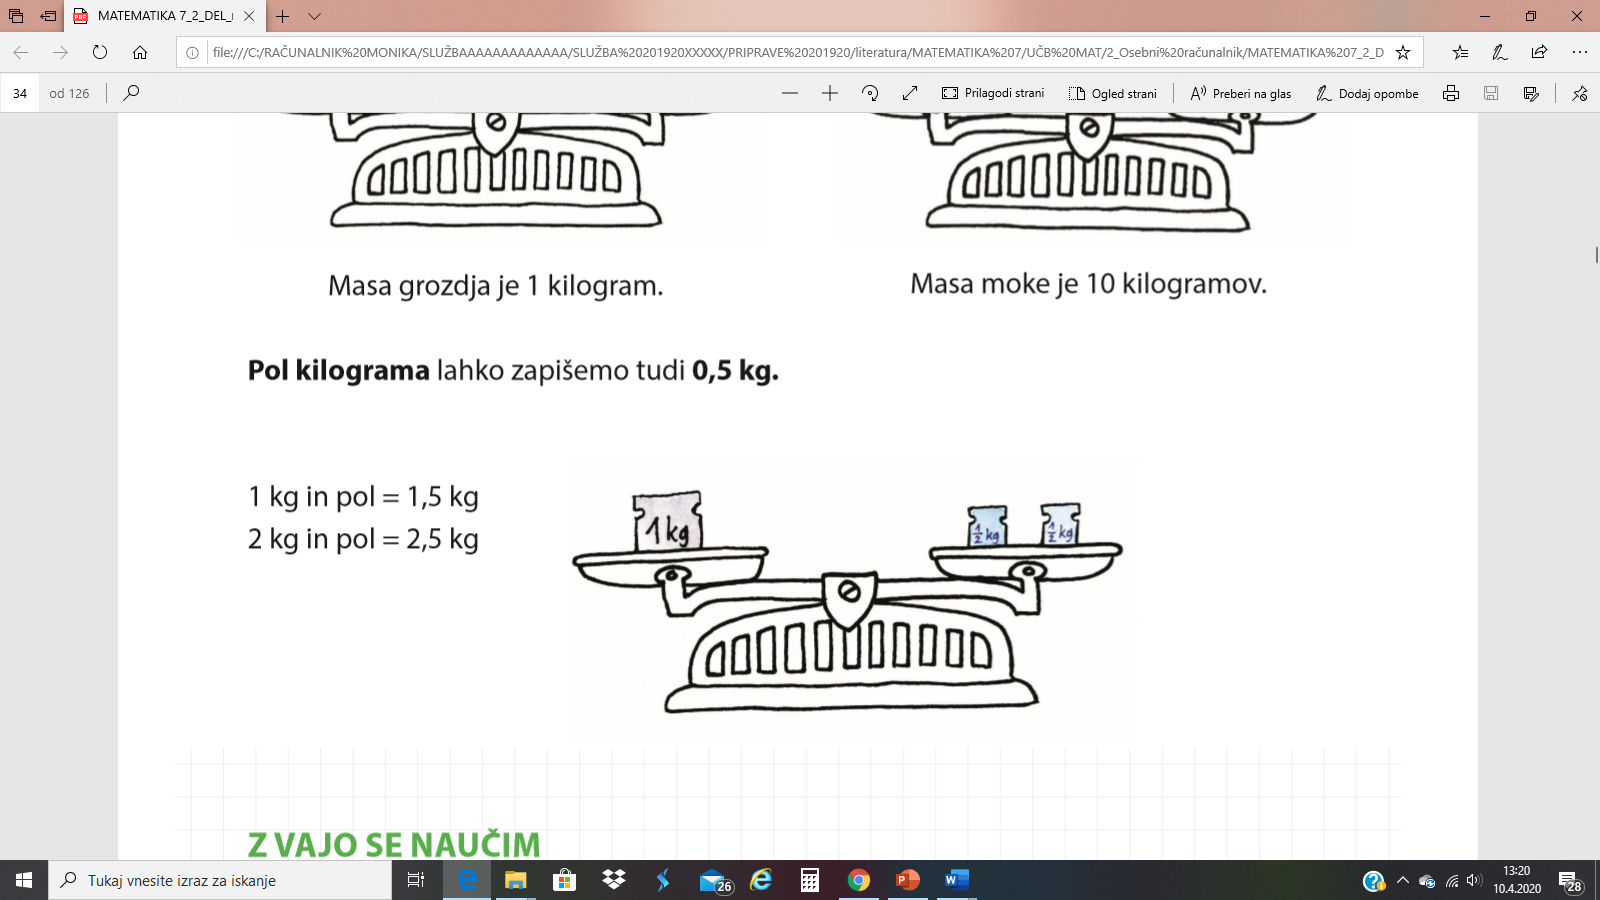 MATEMATIKA 7_2_DEL_
file:///C:/RAČUNALNIK%20MONIKA/SLUŽBAAAAAAAAAAAAA/SLUŽBA%20201920XXXXX/PRIPRAVE%20201920/literatura/MATEMATIKA%207/UČB%20MAT/2_Osebni%20računalnik/MATEMATIKA%207_2_D
34 od 126 Prilagodi strani Ogled strani Preberi na glas Dodaj opombe
Masa grozdja je 1 kilogram. Masa moke je 10 kilogramov.
Pol kilograma lahko zapišemo tudi 0,5 kg.
1 kg in pol = 1,5 kg
2 kg in pol = 2,5 kg
1 kg
1/2 kg 1/2 kg
Z VAJO SE NAUČIM
Tukaj vnesite izraz za iskanje
26
13:20
10.4.2020
28